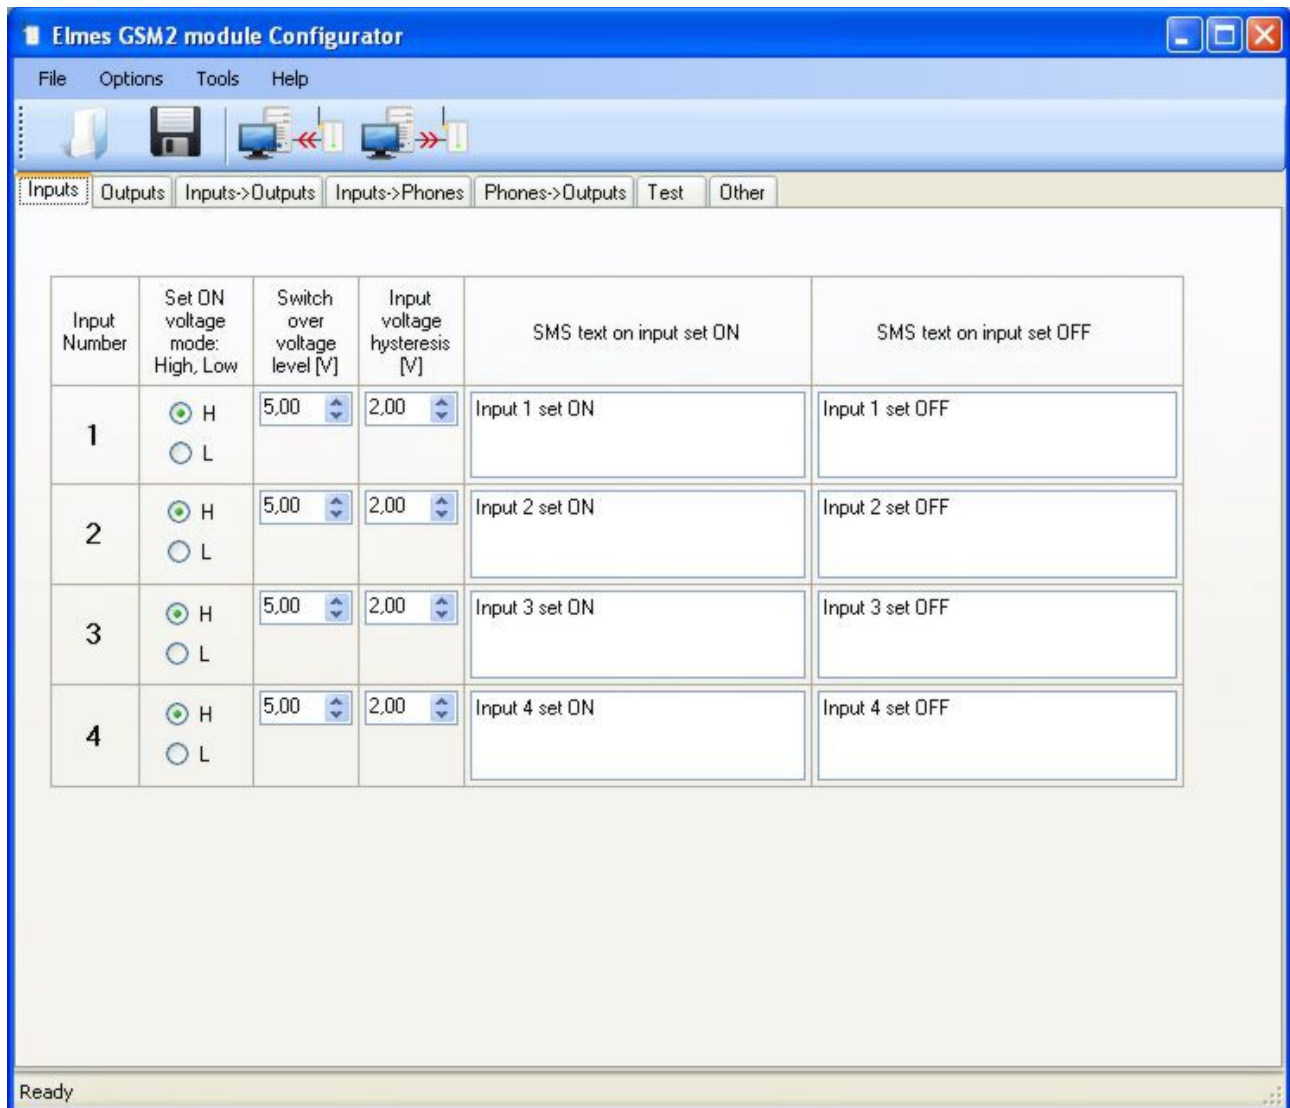 Elmes GSM2 module Configurator
File Options Tools Help
Inputs Outputs Inputs->Outputs Inputs->Phones Phones->Outputs Test Other
Input
Number
Set ON
voltage
mode:
High, Low
Switch
over
voltage
level [V]
Input
voltage
hysteresis
[V]
SMS text on input set ON
SMS text on input set OFF
1
H
L
5,00
2,00
Input 1 set ON
Input 1 set OFF
2
H
L
5,00
2,00
Input 2 set ON
Input 2 set OFF
3
H
L
5,00
2,00
Input 3 set ON
Input 3 set OFF
4
H
L
5,00
2,00
Input 4 set ON
Input 4 set OFF
Ready